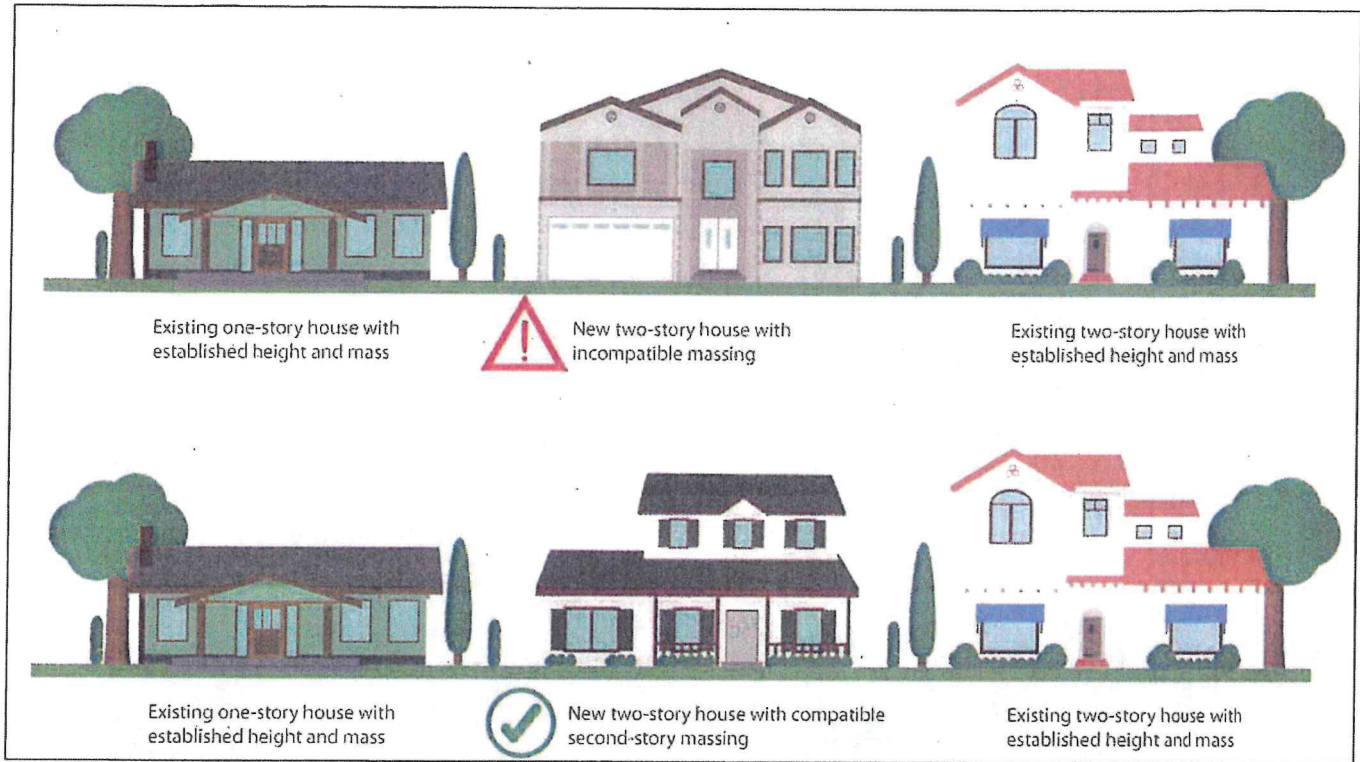 Existing one-story house with
established height and mass
New two-story house with
incompatible massing
Existing two-story house with
established height and mass
Existing one-story house with
established height and mass
New two-story house with compatible
second-story massing
Existing two-story house with
established height and mass